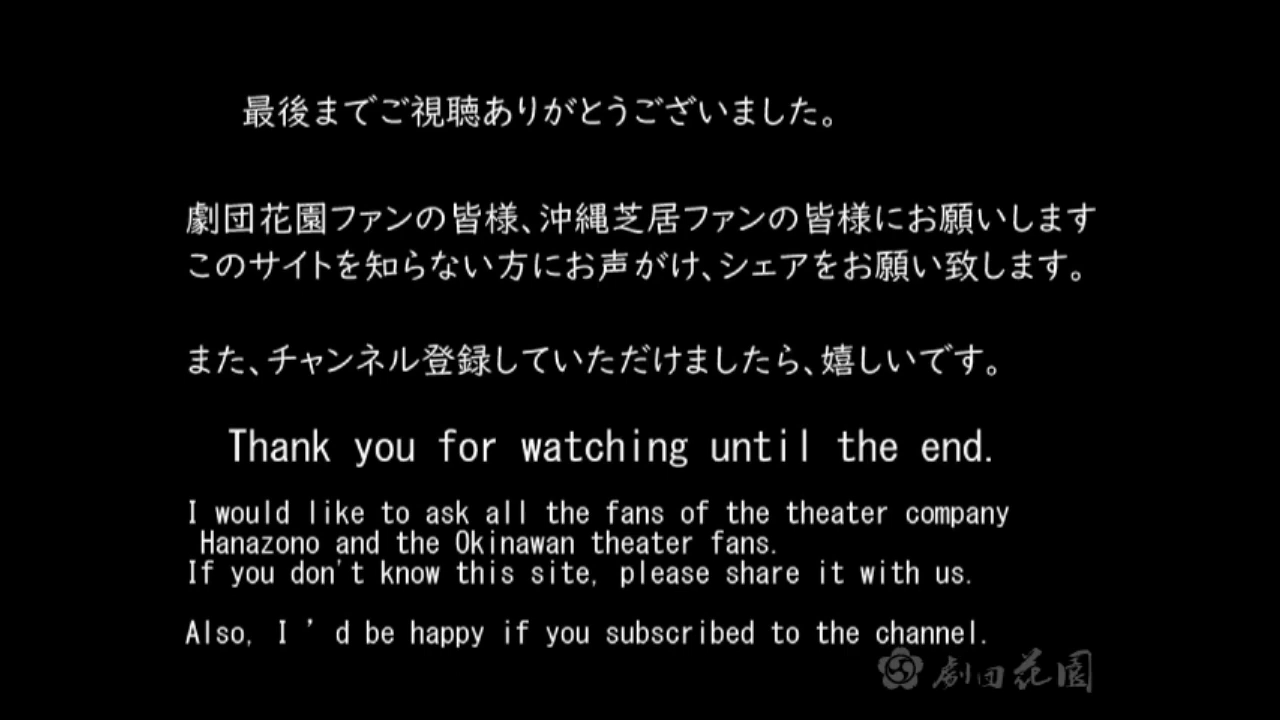 最後までご視聴ありがとうございました。
劇団花園ファンの皆様、沖縄芝居ファンの皆様にお願いします
このサイトを知らない方にお声がけ、シェアをお願い致します。
また、チャンネル登録していただけましたら、嬉しいです。
Thank you for watching until the end.
I would like to ask all the fans of the theater company
Hanazono and the Okinawan theater fans.
If you don't know this site, please share it with us.
Also, I ’d be happy if you subscribed to the channel.
劇団花園